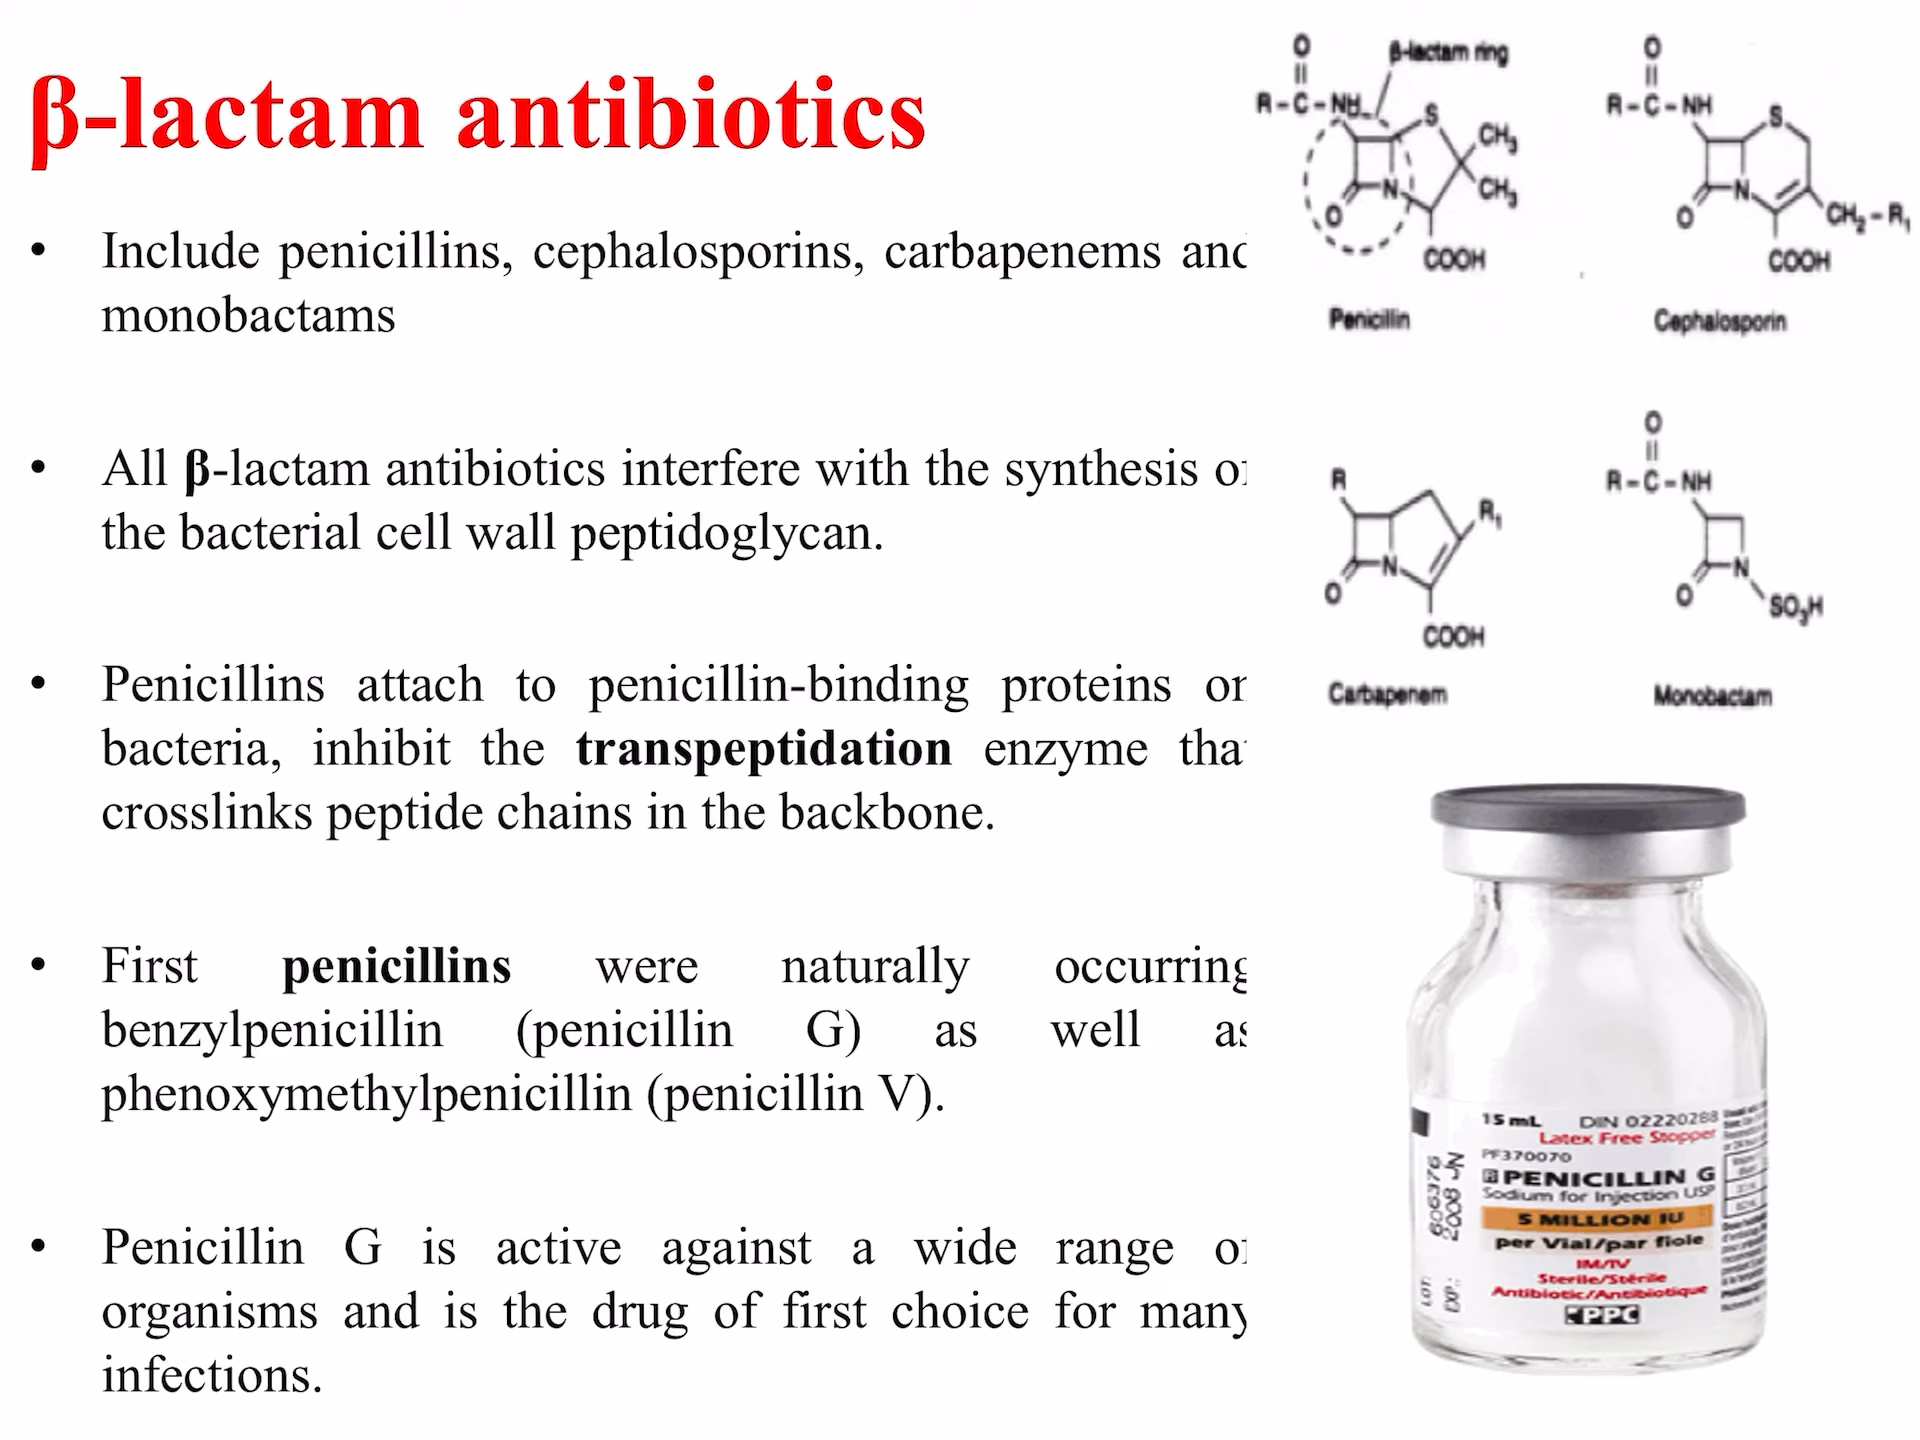 β-lactam antibiotics
• Include penicillins, cephalosporins, carbapenems and
monobactams
• All β-lactam antibiotics interfere with the synthesis of
the bacterial cell wall peptidoglycan.
• Penicillins attach to penicillin-binding proteins on
bacteria, inhibit the transpeptidation enzyme that
crosslinks peptide chains in the backbone.
• First penicillins were naturally occurring
benzylpenicillin (penicillin G) as well as
phenoxymethylpenicillin (penicillin V).
• Penicillin G is active against a wide range of
organisms and is the drug of first choice for many
infections.
β-lactam ring
O
R-C-NH
S
CH₃
CH₃
N
O
COOH
Penicillin
O
R-C-NH
S
N
O
CH₂-R₁
COOH
Cephalosporin
R
R₁
N
O
COOH
Carbapenem
O
R-C-NH
N
O
SO₃H
Monobactam
15 mL DIN 02220288
Latex Free Stopper
PF370070
PENICILLIN G
Sodium for Injection USP
5 MILLION IU
per Vial/par fiole
IM/IV
Sterile/Stérile
Antibiotic/Antibiotique
PPC
606376
2008 JN
LOT:
EXP: